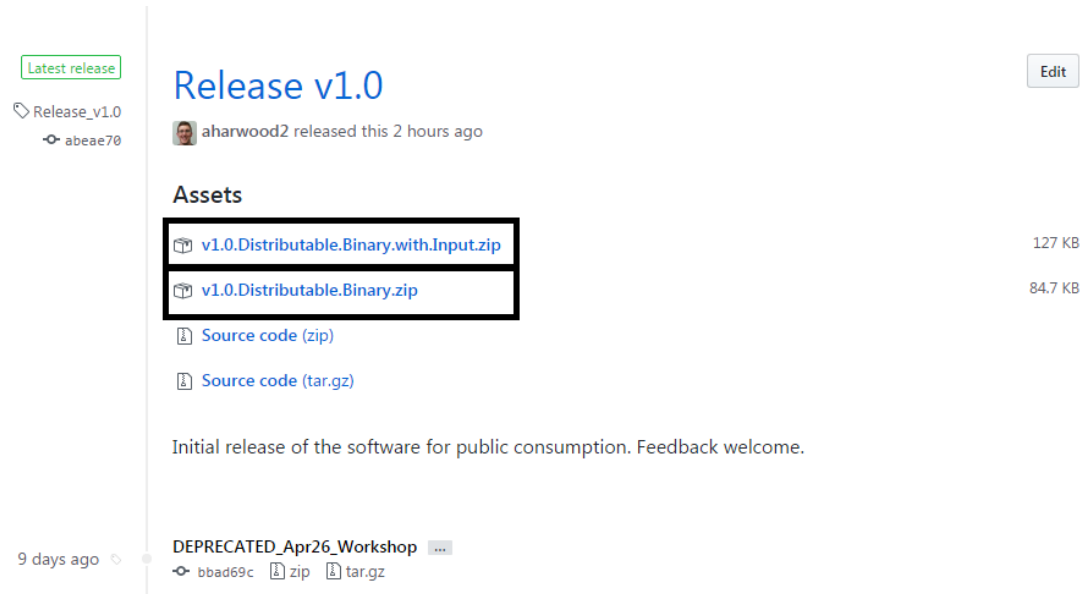 Latest release
Release_v1.0
abeae70
Release v1.0
Edit
aharwood2 released this 2 hours ago
Assets
v1.0.Distributable.Binary.with.Input.zip 127 KB
v1.0.Distributable.Binary.zip 84.7 KB
Source code (zip)
Source code (tar.gz)
Initial release of the software for public consumption. Feedback welcome.
9 days ago
DEPRECATED_Apr26_Workshop ...
bbad69c zip tar.gz